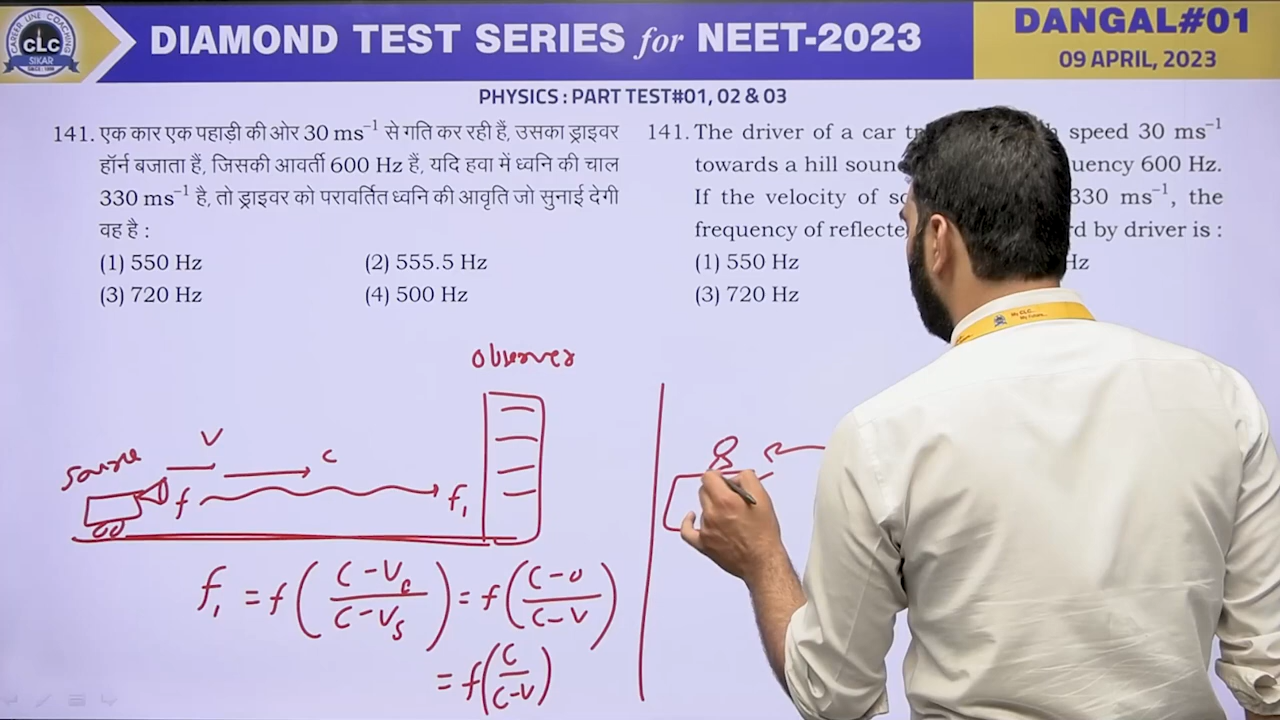 CAREER LINE COACHING
CLC
SIKAR
DIAMOND TEST SERIES for NEET-2023
DANGAL#01
09 APRIL, 2023
PHYSICS : PART TEST#01, 02 & 03
141. एक कार एक पहाड़ी की ओर 30 ms⁻¹ से गति कर रही हैं, उसका ड्राइवर
हॉर्न बजाता हैं, जिसकी आवर्ती 600 Hz हैं, यदि हवा में ध्वनि की चाल
330 ms⁻¹ है, तो ड्राइवर को परावर्तित ध्वनि की आवृति जो सुनाई देगी
वह है :
(1) 550 Hz (2) 555.5 Hz
(3) 720 Hz (4) 500 Hz
141. The driver of a car speed 30 ms⁻¹
towards a hill 600 Hz.
If the velocity of 330 ms⁻¹, the
frequency of by driver is :
(1) 550 Hz Hz
(3) 720 Hz
observer
source
V
c
f f₁
f₁ = f((C-V₀)/(C-Vₛ)) = f((C-0)/(C-V))
= f(C/(C-V))